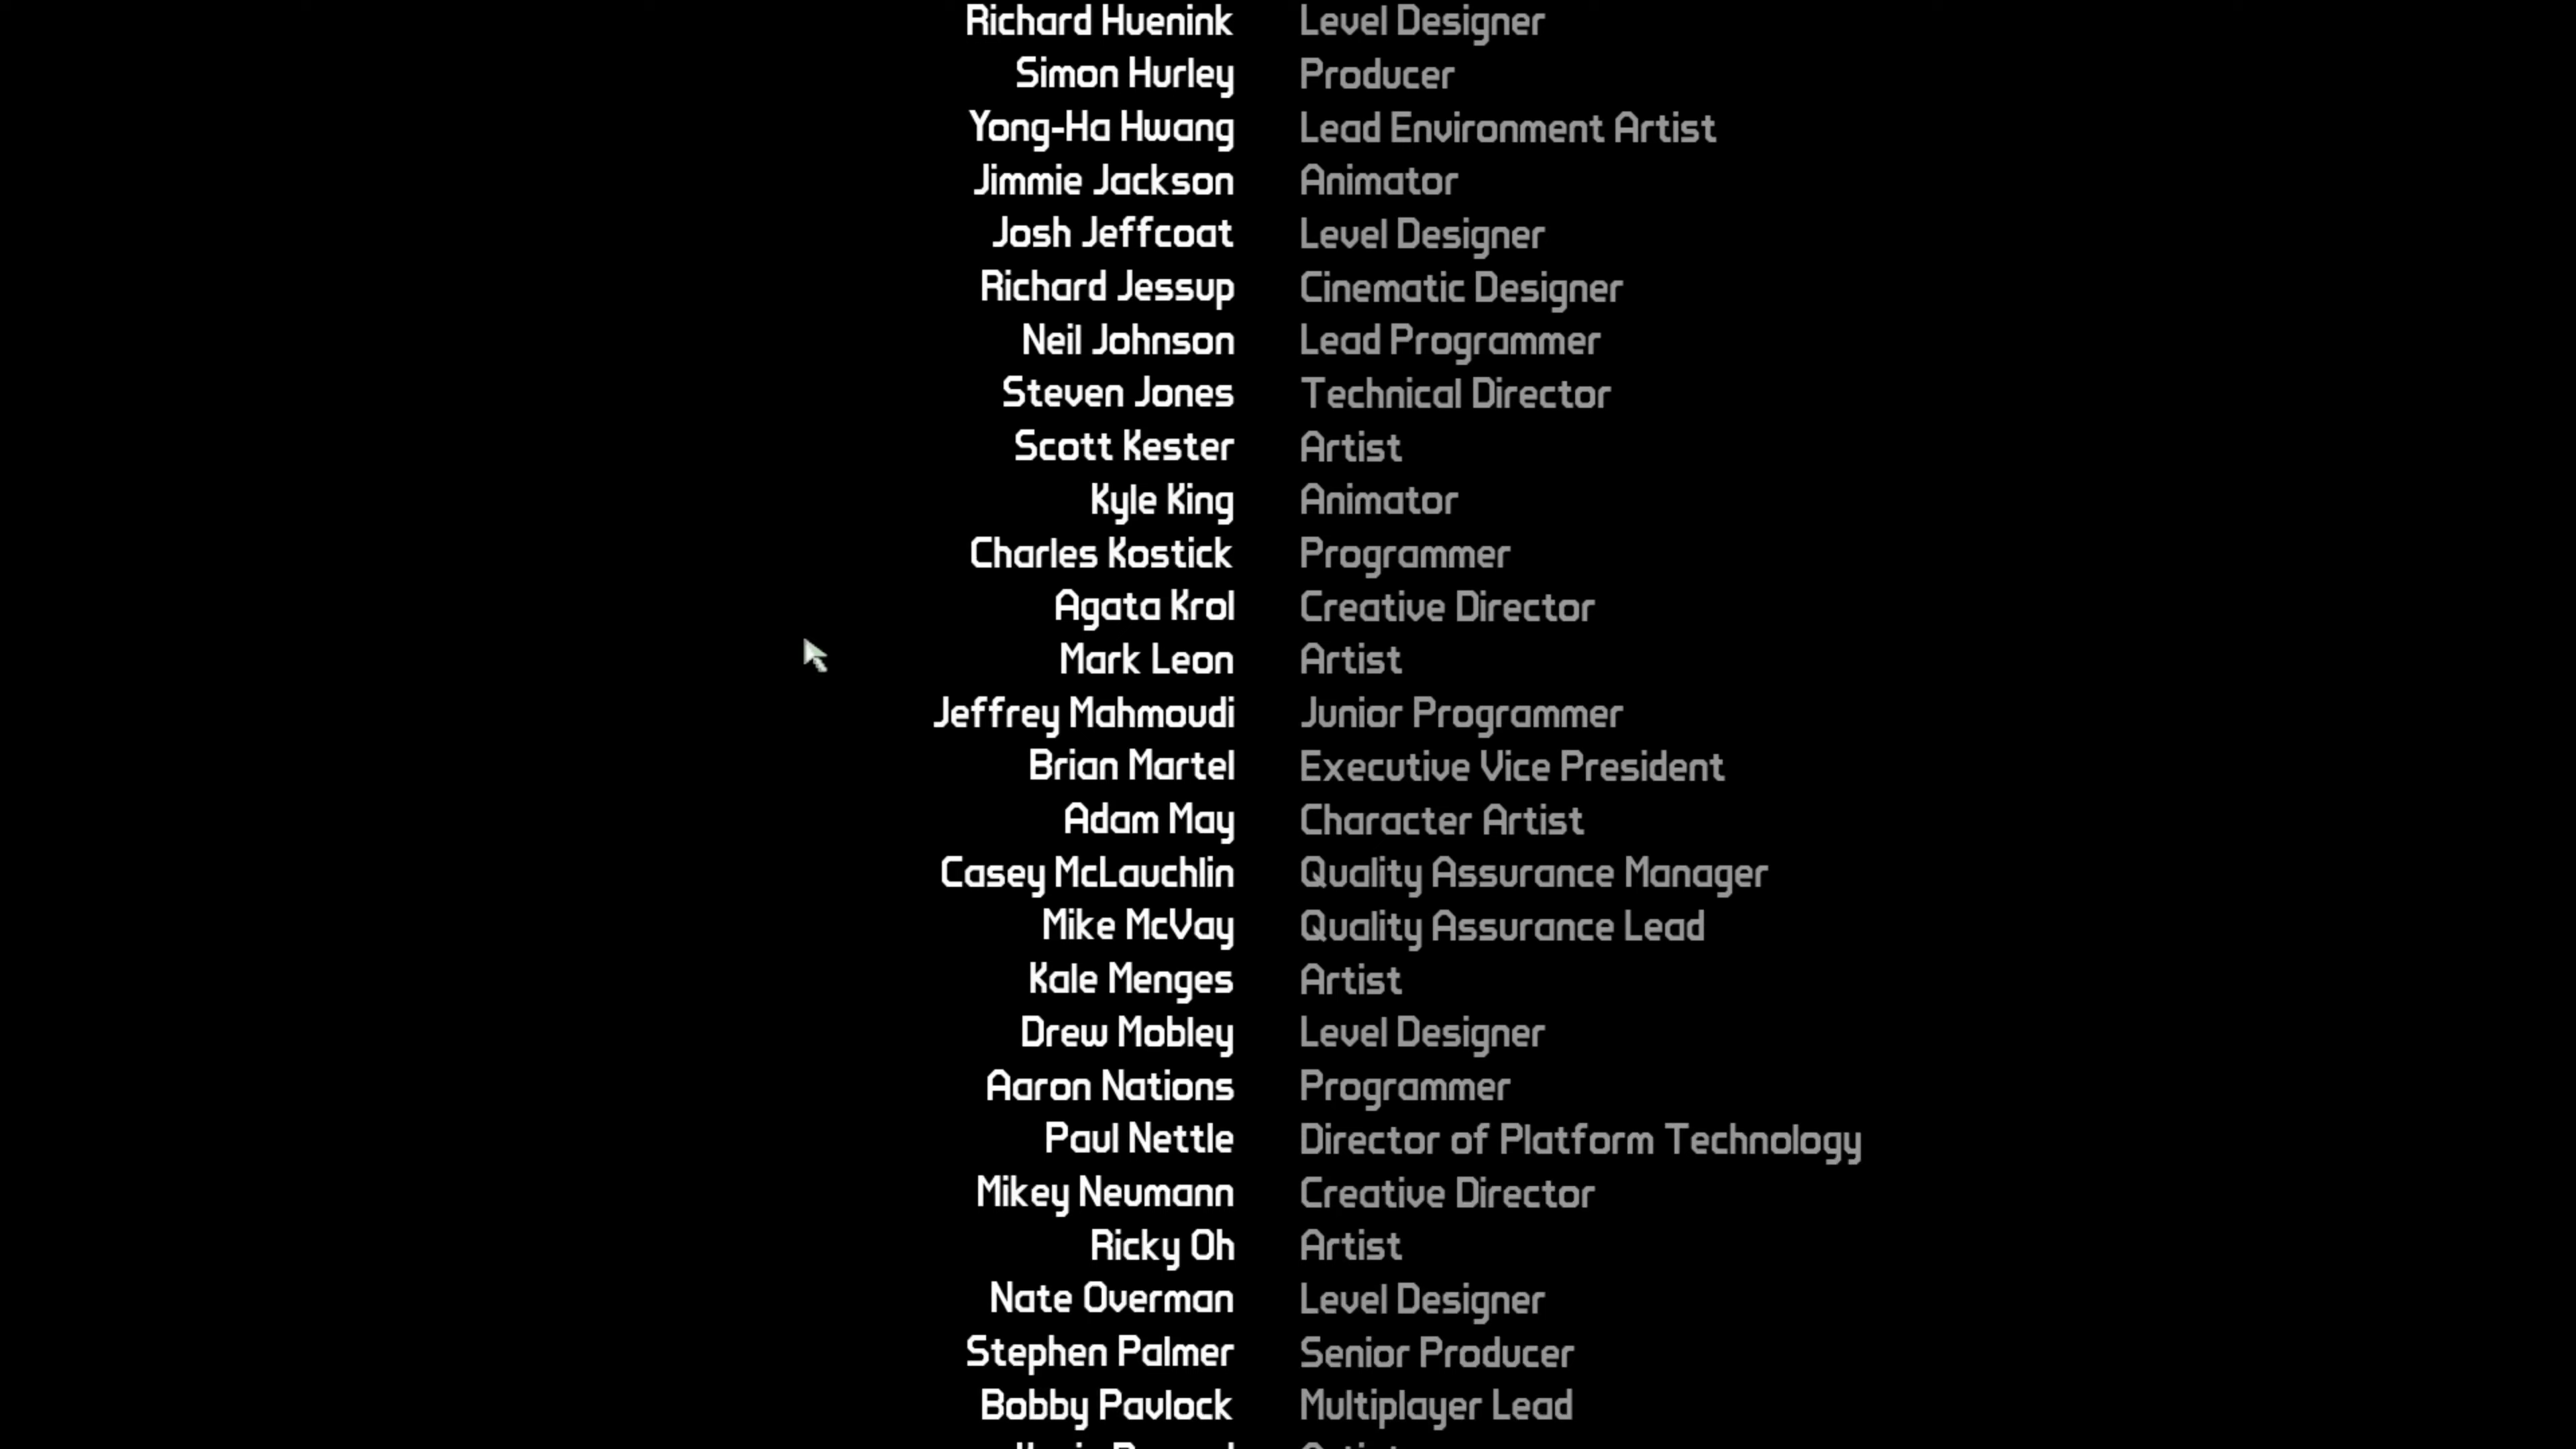 Richard Huenink Level Designer
Simon Hurley Producer
Yong-Ha Hwang Lead Environment Artist
Jimmie Jackson Animator
Josh Jeffcoat Level Designer
Richard Jessup Cinematic Designer
Neil Johnson Lead Programmer
Steven Jones Technical Director
Scott Kester Artist
Kyle King Animator
Charles Kostick Programmer
Agata Krol Creative Director
Mark Leon Artist
Jeffrey Mahmoudi Junior Programmer
Brian Martel Executive Vice President
Adam May Character Artist
Casey McLauchlin Quality Assurance Manager
Mike McVay Quality Assurance Lead
Kale Menges Artist
Drew Mobley Level Designer
Aaron Nations Programmer
Paul Nettle Director of Platform Technology
Mikey Neumann Creative Director
Ricky Oh Artist
Nate Overman Level Designer
Stephen Palmer Senior Producer
Bobby Pavlock Multiplayer Lead